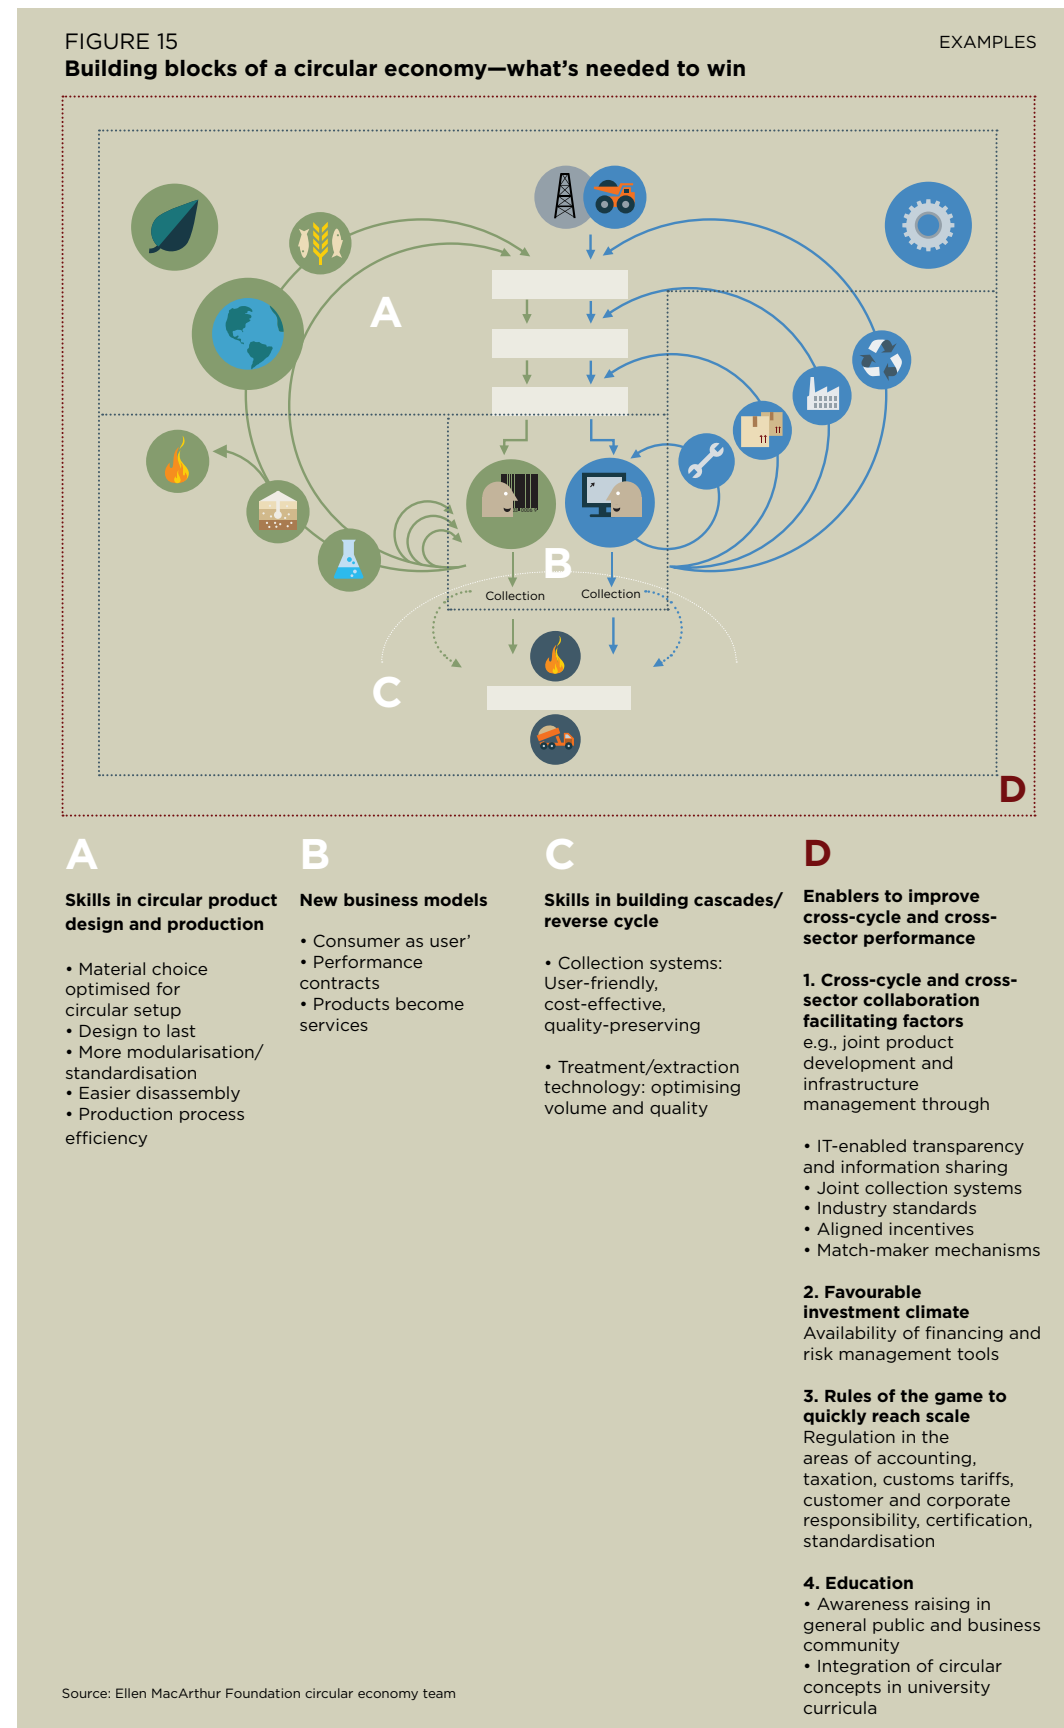 FIGURE 15
EXAMPLES
Building blocks of a circular economy—what's needed to win
A
B
Collection
Collection
C
D
A
Skills in circular product
design and production
• Material choice
optimised for
circular setup
• Design to last
• More modularisation/
standardisation
• Easier disassembly
• Production process
efficiency
B
New business models
• Consumer as user’
• Performance
contracts
• Products become
services
C
Skills in building cascades/
reverse cycle
• Collection systems:
User-friendly,
cost-effective,
quality-preserving
• Treatment/extraction
technology: optimising
volume and quality
D
Enablers to improve
cross-cycle and cross-
sector performance
1. Cross-cycle and cross-
sector collaboration
facilitating factors
e.g., joint product
development and
infrastructure
management through
• IT-enabled transparency
and information sharing
• Joint collection systems
• Industry standards
• Aligned incentives
• Match-maker mechanisms
2. Favourable
investment climate
Availability of financing and
risk management tools
3. Rules of the game to
quickly reach scale
Regulation in the
areas of accounting,
taxation, customs tariffs,
customer and corporate
responsibility, certification,
standardisation
4. Education
• Awareness raising in
general public and business
community
• Integration of circular
concepts in university
curricula
Source: Ellen MacArthur Foundation circular economy team